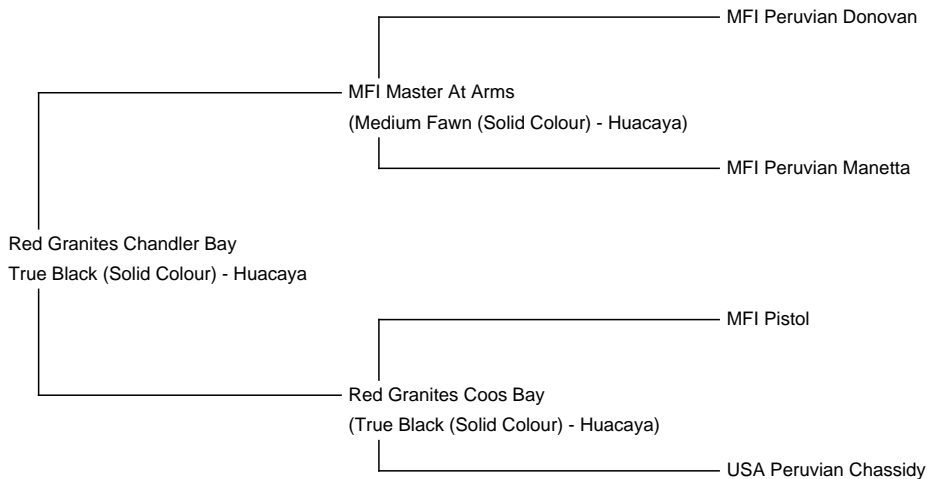 MFI Peruvian Donovan
MFI Master At Arms
(Medium Fawn (Solid Colour) - Huacaya)
MFI Peruvian Manetta
Red Granites Chandler Bay
True Black (Solid Colour) - Huacaya
MFI Pistol
Red Granites Coos Bay
(True Black (Solid Colour) - Huacaya)
USA Peruvian Chassidy